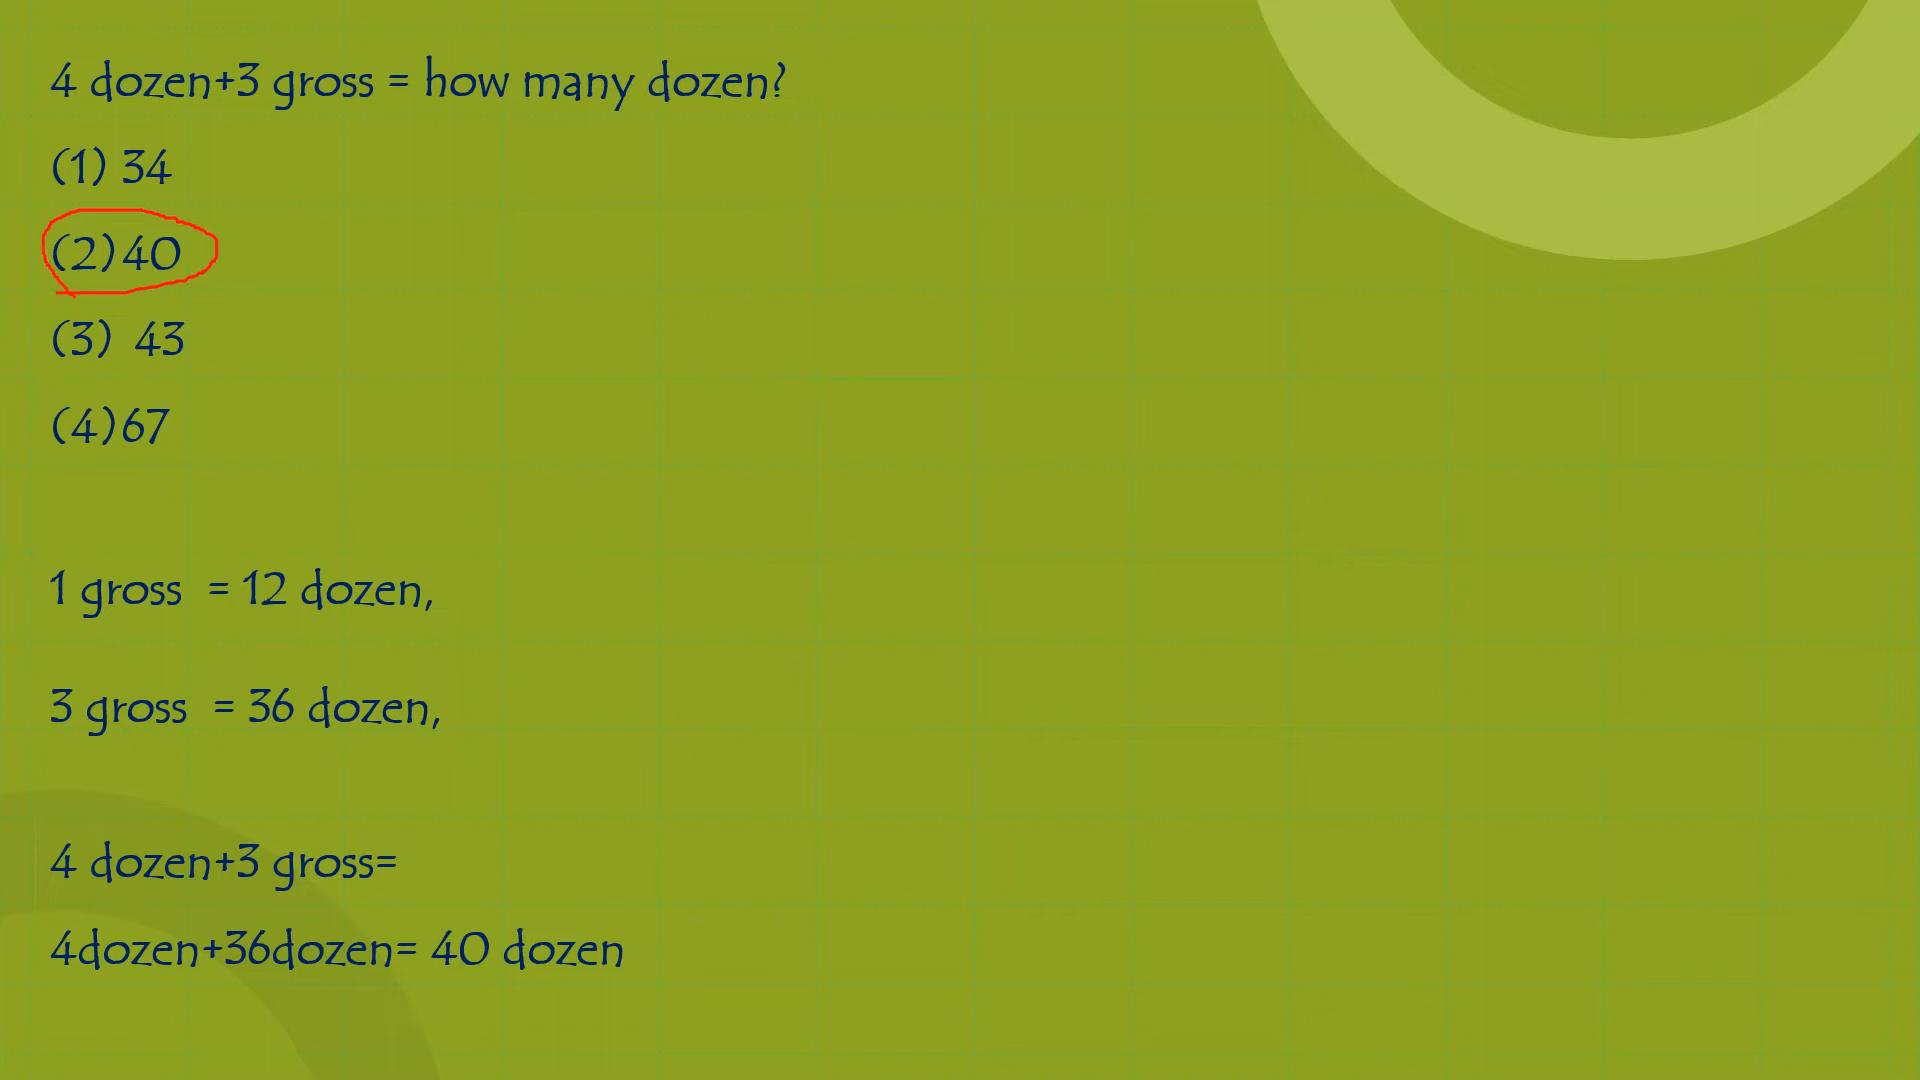 4 dozen+3 gross = how many dozen?
(1) 34
(2)40
(3) 43
(4)67
1 gross = 12 dozen,
3 gross = 36 dozen,
4 dozen+3 gross=
4dozen+36dozen= 40 dozen